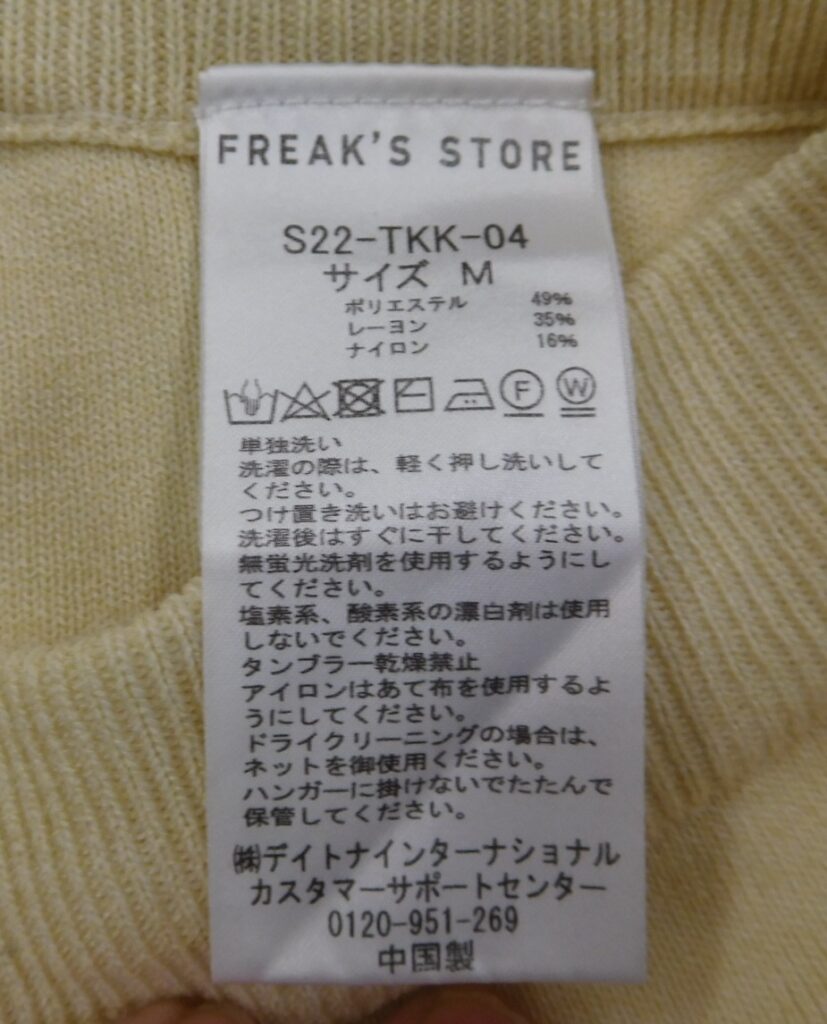 FREAK'S STORE
S22-TKK-04
サイズ M
ポリエステル 49%
レーヨン 35%
ナイロン 16%
F W
単独洗い
洗濯の際は、軽く押し洗いして
ください。
つけ置き洗いはお避けください。
洗濯後はすぐに干してください。
無蛍光洗剤を使用するようにし
てください。
塩素系、酸素系の漂白剤は使用
しないでください。
タンブラー乾燥禁止
アイロンはあて布を使用するよ
うにしてください。
ドライクリーニングの場合は、
ネットを御使用ください。
ハンガーに掛けないでたたんで
保管してください。
㈱デイトナインターナショナル
カスタマーサポートセンター
0120-951-269
中国製